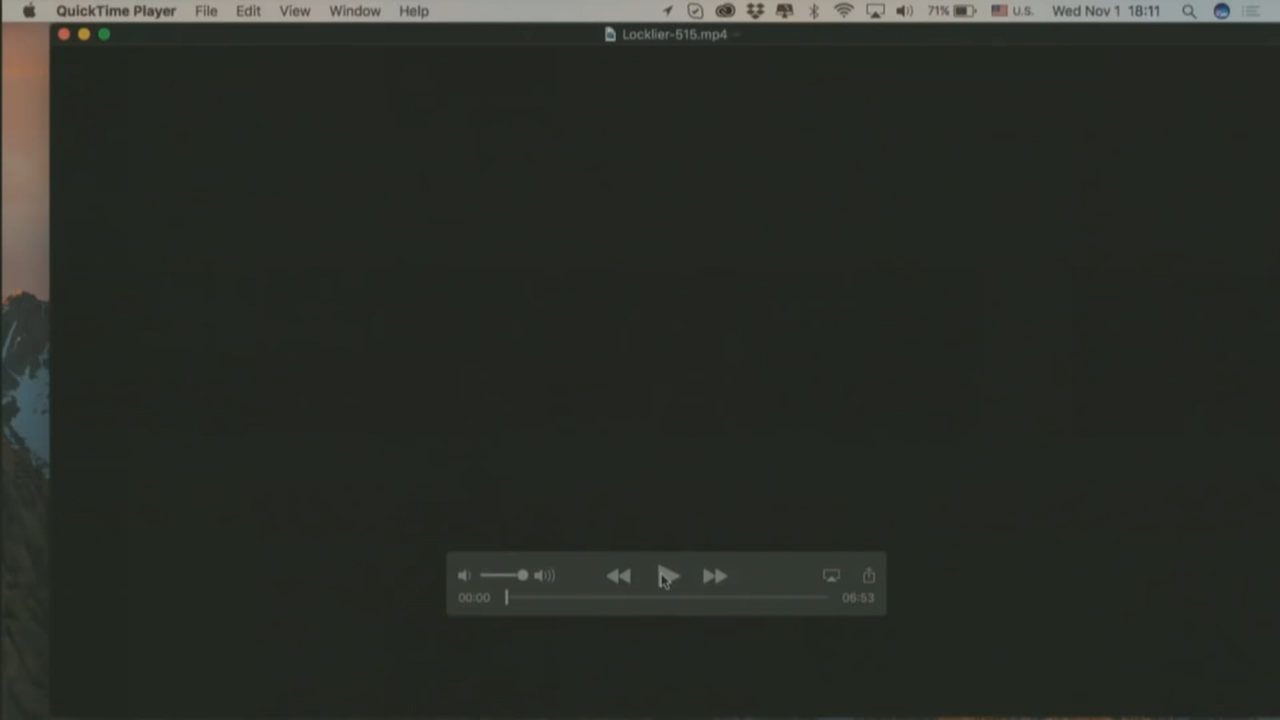 QuickTime Player File Edit View Window Help 71% U.S. Wed Nov 1 18:11
Locklier-515.mp4
00:00 06:53